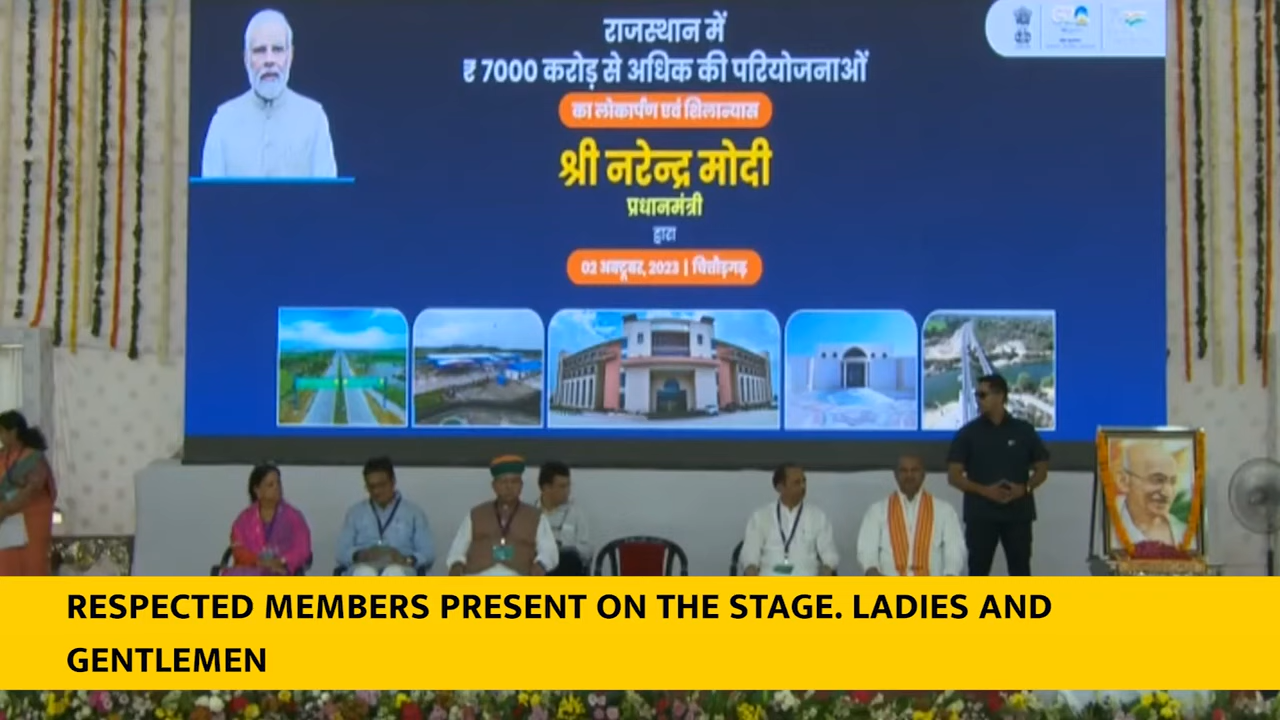 राजस्थान में
₹ 7000 करोड़ से अधिक की परियोजनाओं
का लोकार्पण एवं शिलान्यास
श्री नरेन्द्र मोदी
प्रधानमंत्री
द्वारा
02 अक्टूबर, 2023 | चित्तौड़गढ़
RESPECTED MEMBERS PRESENT ON THE STAGE. LADIES AND
GENTLEMEN